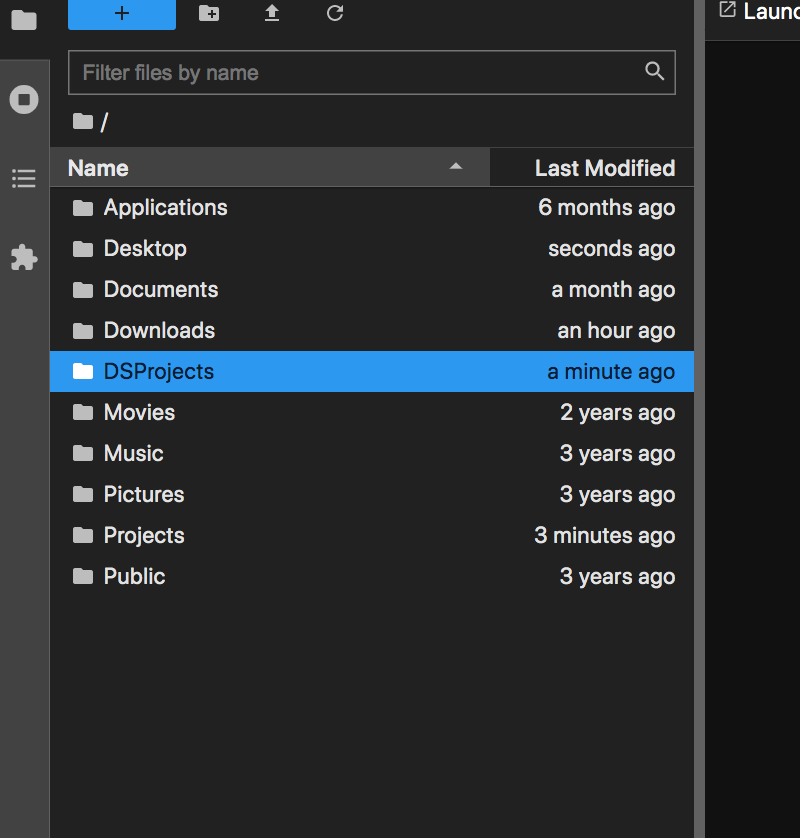 Launc
Filter files by name
/
Name Last Modified
Applications 6 months ago
Desktop seconds ago
Documents a month ago
Downloads an hour ago
DSProjects a minute ago
Movies 2 years ago
Music 3 years ago
Pictures 3 years ago
Projects 3 minutes ago
Public 3 years ago